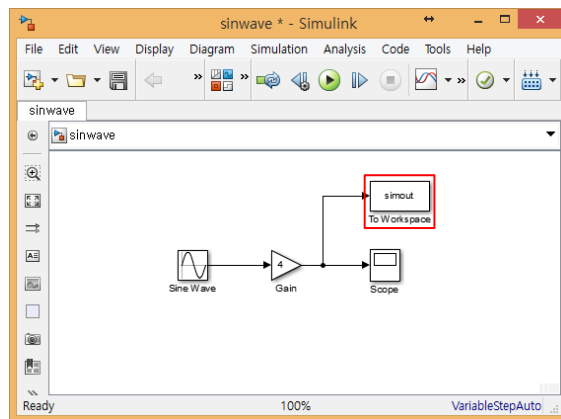 sinwave * - Simulink
File Edit View Display Diagram Simulation Analysis Code Tools Help
sinwave
sinwave
simout
To Workspace
4
Sine Wave
Gain
Scope
Ready 100% VariableStepAuto